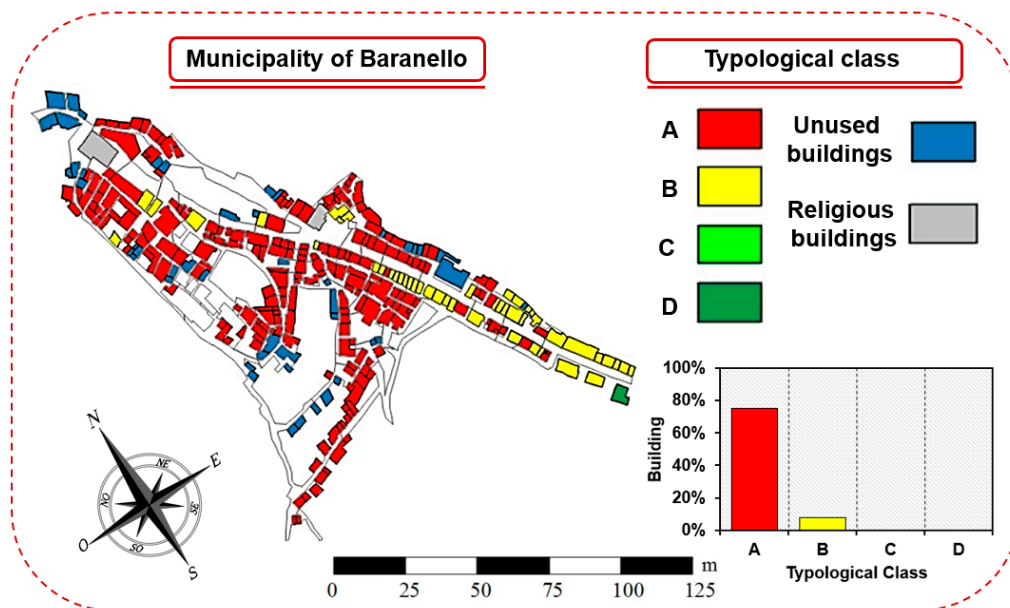 Municipality of Baranello
Typological class
A
Unused
buildings
B
Religious
buildings
C
D
100%
80%
60%
40%
20%
0%
Building
A B C D
Typological Class
N
NE
E
SE
S
SO
O
NO
m
0 25 50 75 100 125